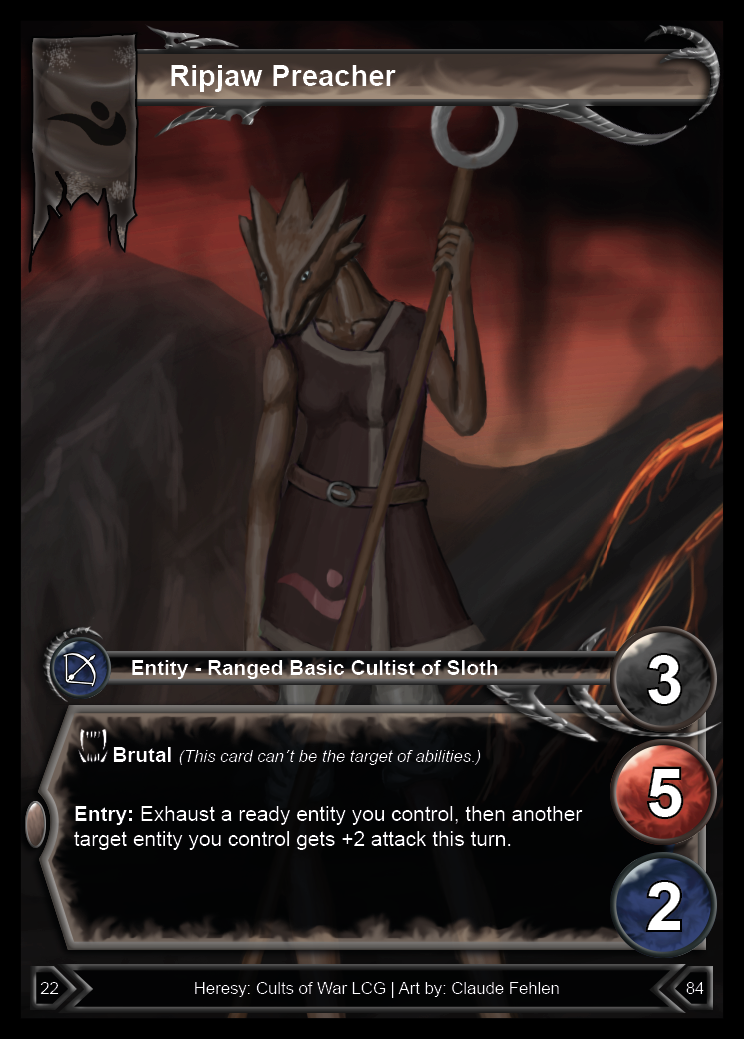 Ripjaw Preacher
Entity - Ranged Basic Cultist of Sloth
3
Brutal (This card can´t be the target of abilities.)
5
Entry: Exhaust a ready entity you control, then another
target entity you control gets +2 attack this turn.
2
22
Heresy: Cults of War LCG | Art by: Claude Fehlen
84